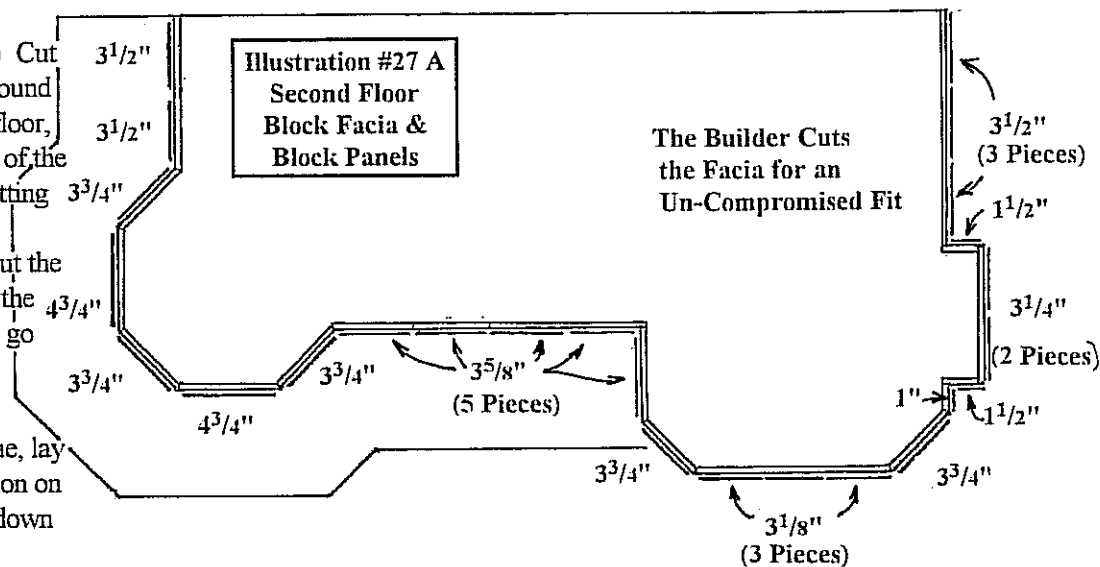 Cut
ound
floor,
of the
tting
ut the
the
go
ne, lay
on on
down
Illustration #27 A
Second Floor
Block Facia &
Block Panels
The Builder Cuts
the Facia for an
Un-Compromised Fit
3 1/2"
3 1/2"
3 3/4"
4 3/4"
3 3/4"
4 3/4"
3 3/4"
3 5/8"
(5 Pieces)
3 3/4"
3 1/8"
(3 Pieces)
3 3/4"
1"
1 1/2"
3 1/4"
(2 Pieces)
1 1/2"
3 1/2"
(3 Pieces)